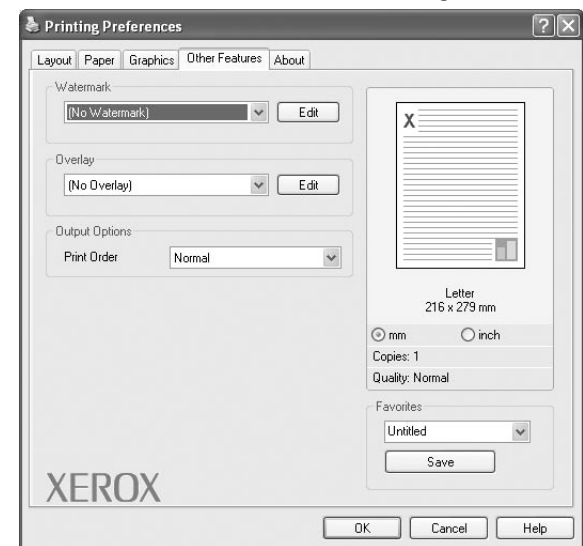 Printing Preferences
Layout Paper Graphics Other Features About
Watermark
(No Watermark) Edit
Overlay
(No Overlay) Edit
Output Options
Print Order Normal
X
Letter
216 x 279 mm
mm inch
Copies: 1
Quality: Normal
Favorites
Untitled
Save
XEROX
OK Cancel Help